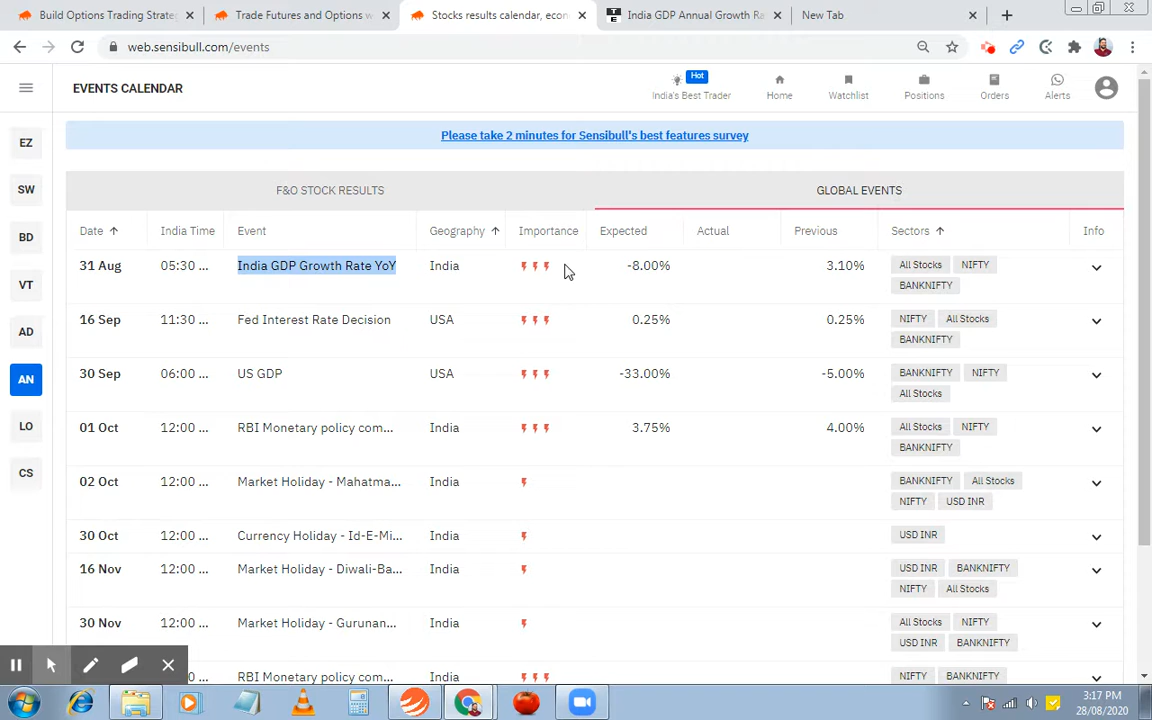 Build Options Trading Strate
Trade Futures and Options w
Stocks results calendar, econ
India GDP Annual Growth Ra
New Tab
web.sensibull.com/events
EVENTS CALENDAR
Hot
India's Best Trader
Home
Watchlist
Positions
Orders
Alerts
Please take 2 minutes for Sensibull's best features survey
EZ
SW
BD
VT
AD
AN
LO
CS
F&O STOCK RESULTS
GLOBAL EVENTS
Date India Time Event Geography Importance Expected Actual Previous Sectors Info
31 Aug 05:30 ... India GDP Growth Rate YoY India -8.00% 3.10% All Stocks NIFTY
BANKNIFTY
16 Sep 11:30 ... Fed Interest Rate Decision USA 0.25% 0.25% NIFTY All Stocks
BANKNIFTY
30 Sep 06:00 ... US GDP USA -33.00% -5.00% BANKNIFTY NIFTY
All Stocks
01 Oct 12:00 ... RBI Monetary policy com... India 3.75% 4.00% All Stocks NIFTY
BANKNIFTY
02 Oct 12:00 ... Market Holiday - Mahatma... India BANKNIFTY All Stocks
NIFTY USD INR
30 Oct 12:00 ... Currency Holiday - Id-E-Mi... India USD INR
16 Nov 12:00 ... Market Holiday - Diwali-Ba... India USD INR BANKNIFTY
NIFTY All Stocks
30 Nov 12:00 ... Market Holiday - Gurunan... India All Stocks NIFTY
USD INR BANKNIFTY
RBI Monetary policy com... India NIFTY BANKNIFTY
3:17 PM
28/08/2020